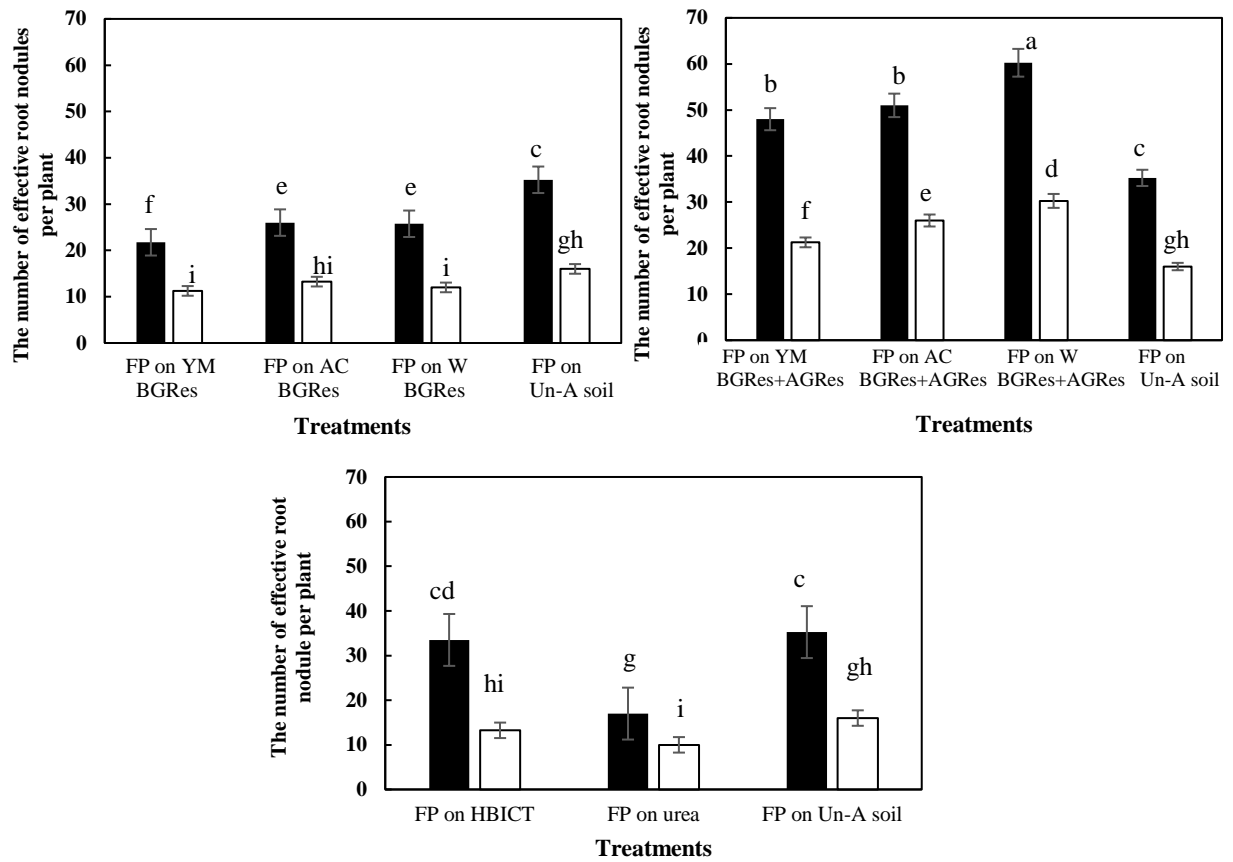 The number of effective root nodules
per plant
70
60
50
40
30
20
10
0
f
i
e
hi
e
i
c
gh
FP on YM
BGRes
FP on AC
BGRes
FP on W
BGRes
FP on
Un-A soil
Treatments
The number of effective root nodules
per plant
70
60
50
40
30
20
10
0
b
f
b
e
a
d
c
gh
FP on YM
BGRes+AGRes
FP on AC
BGRes+AGRes
FP on W
BGRes+AGRes
FP on
Un-A soil
Treatments
The number of effective root
nodule per plant
70
60
50
40
30
20
10
0
cd
hi
g
i
c
gh
FP on HBICT
FP on urea
FP on Un-A soil
Treatments